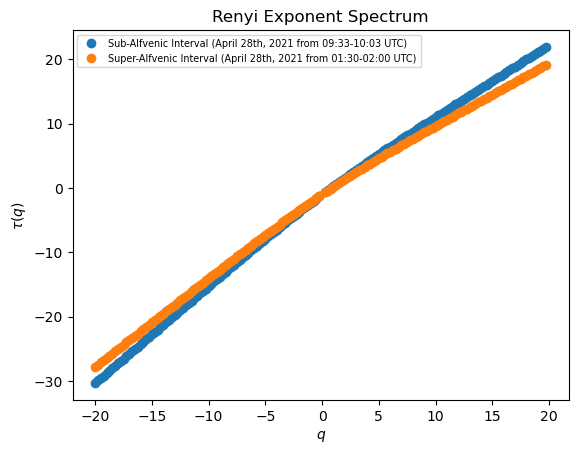 Renyi Exponent Spectrum
Sub-Alfvenic Interval (April 28th, 2021 from 09:33-10:03 UTC)
Super-Alfvenic Interval (April 28th, 2021 from 01:30-02:00 UTC)
20
10
0
−10
−20
−30
τ(q)
−20 −15 −10 −5 0 5 10 15 20
q